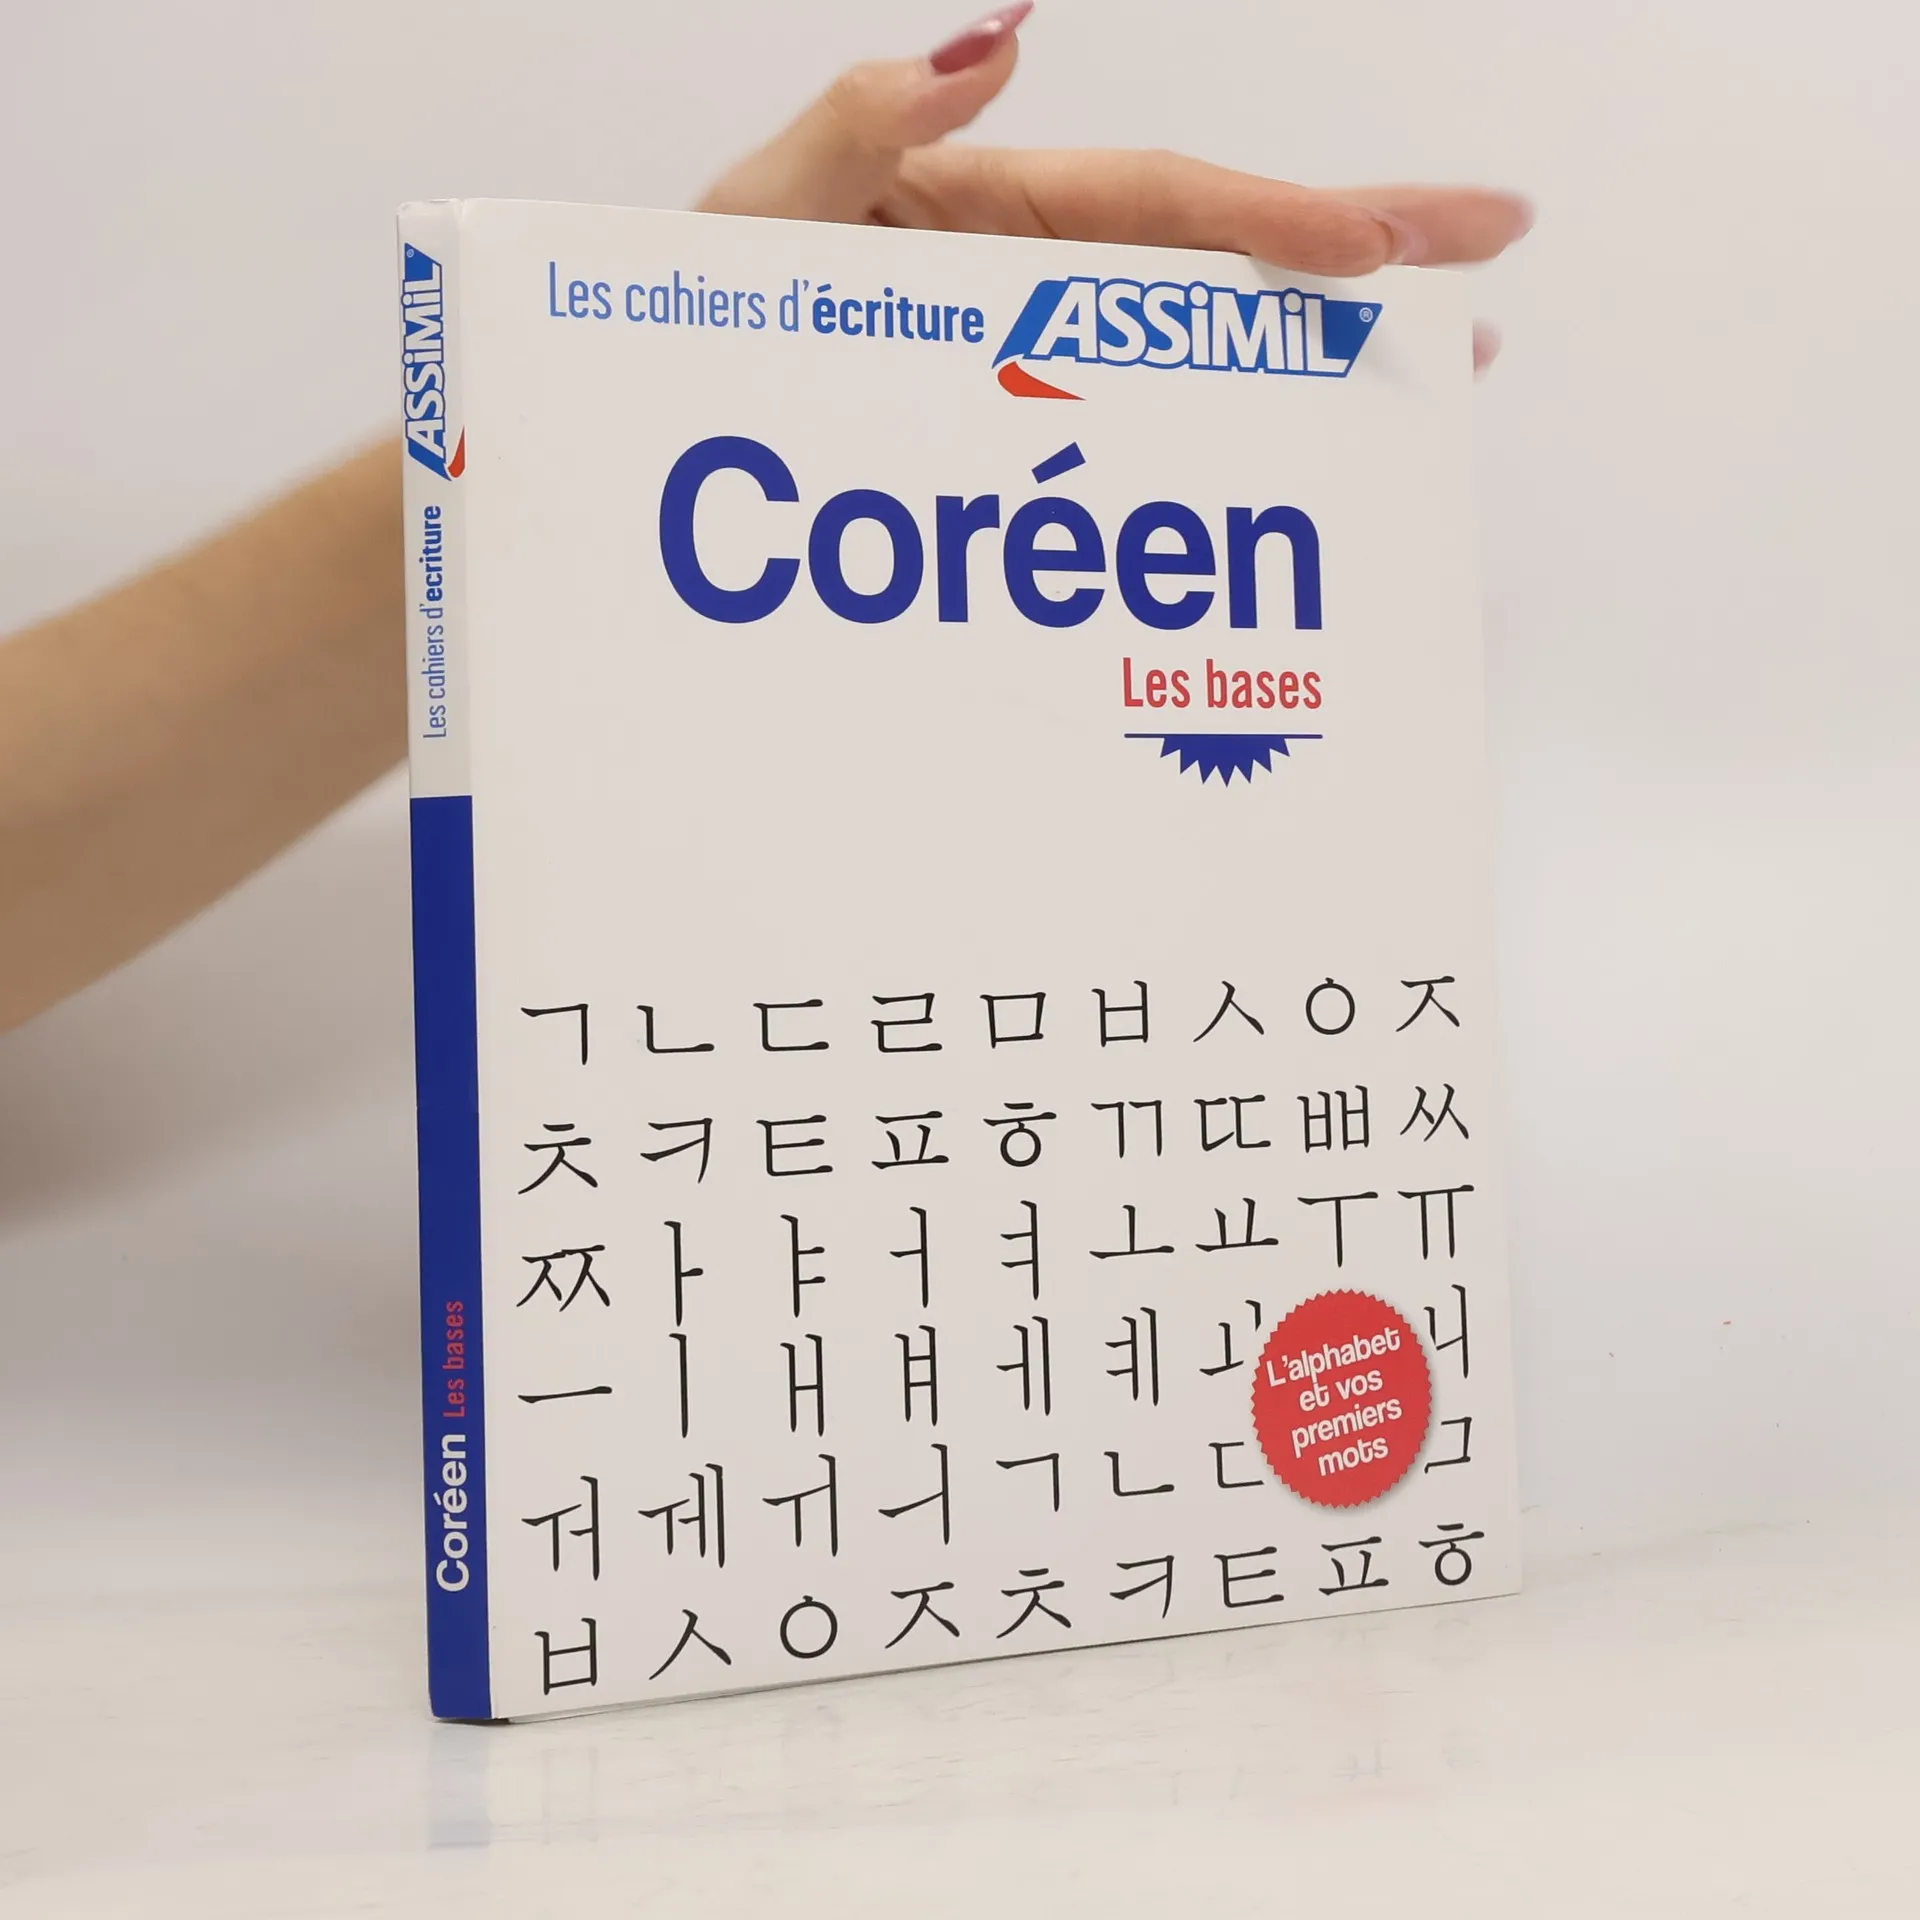 Les cahiers d'écriture ASSiMiL®
Coréen
Les bases
ㄱ ㄴ ㄷ ㄹ ㅁ ㅂ ㅅ ㅇ ㅈ
ㅊ ㅋ ㅌ ㅍ ㅎ ㄲ ㄸ ㅃ ㅆ
ㅉ ㅏ ㅑ ㅓ ㅕ ㅗ ㅛ ㅜ ㅠ
ㅡ ㅣ ㅐ ㅒ ㅔ ㅖ ㅘ
ㅝ ㅞ ㅟ ㅢ ㄱ ㄴ ㄷ
ㅂ ㅅ ㅇ ㅈ ㅊ ㅋ ㅌ ㅍ ㅎ
L'alphabet
et vos
premiers
mots
ASSiMiL®
Les cahiers d'écriture
Coréen Les bases